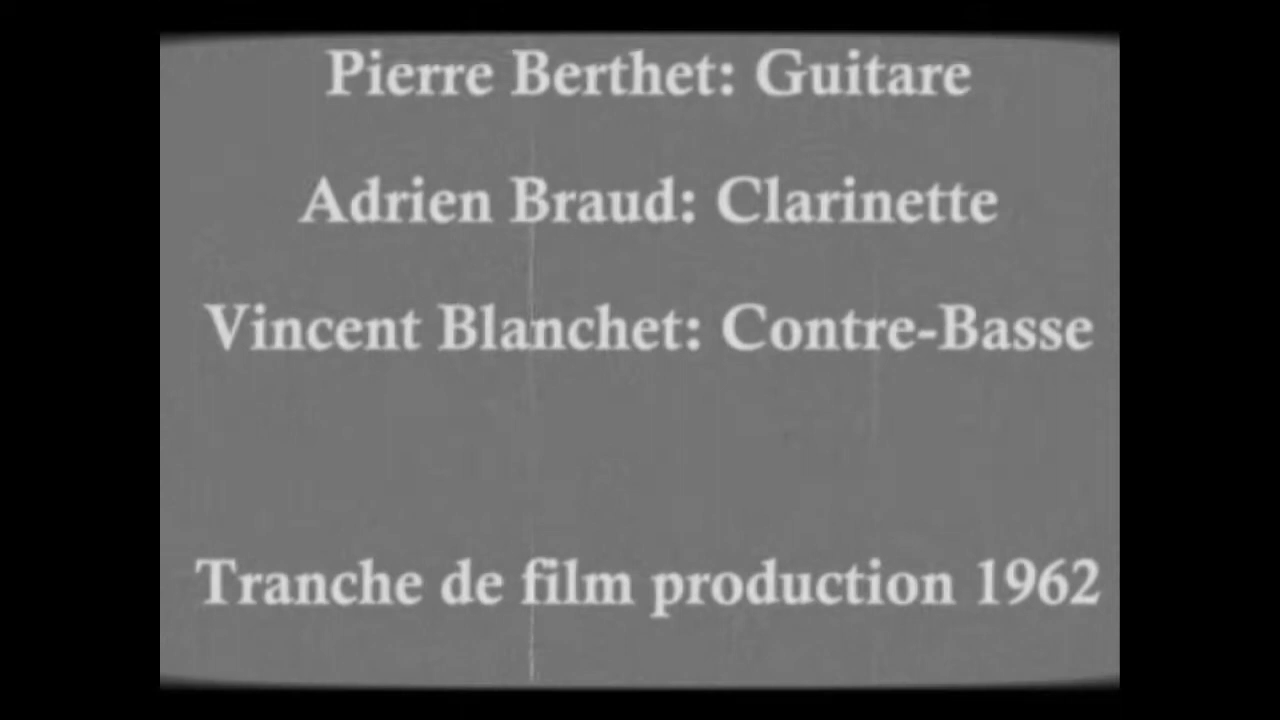 Pierre Berthet: Guitare
Adrien Braud: Clarinette
Vincent Blanchet: Contre-Basse
Tranche de film production 1962